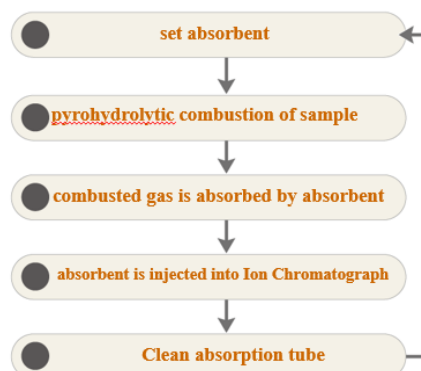 set absorbent
pyrohydrolytic combustion of sample
combusted gas is absorbed by absorbent
absorbent is injected into Ion Chromatograph
Clean absorption tube